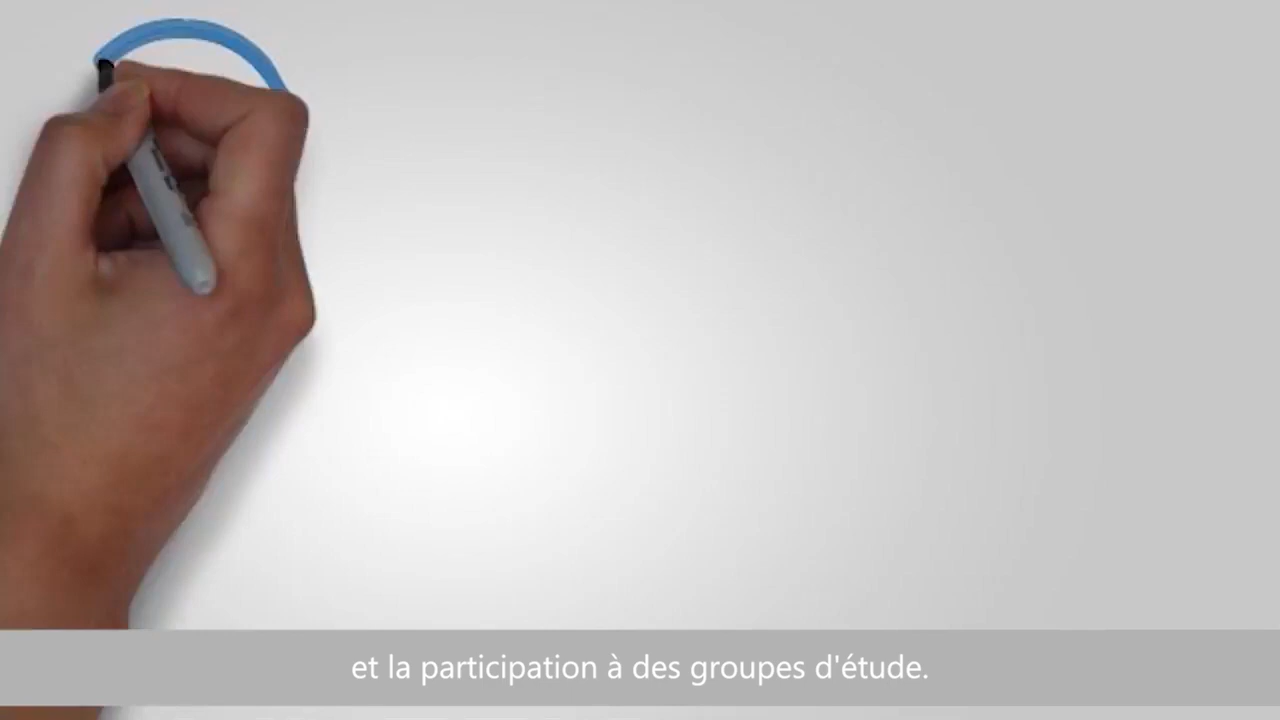 et la participation à des groupes d'étude.